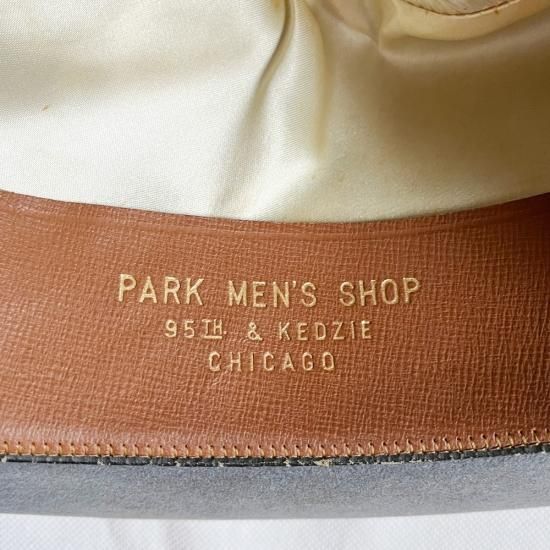 PARK MEN'S SHOP
95TH. & KEDZIE
CHICAGO